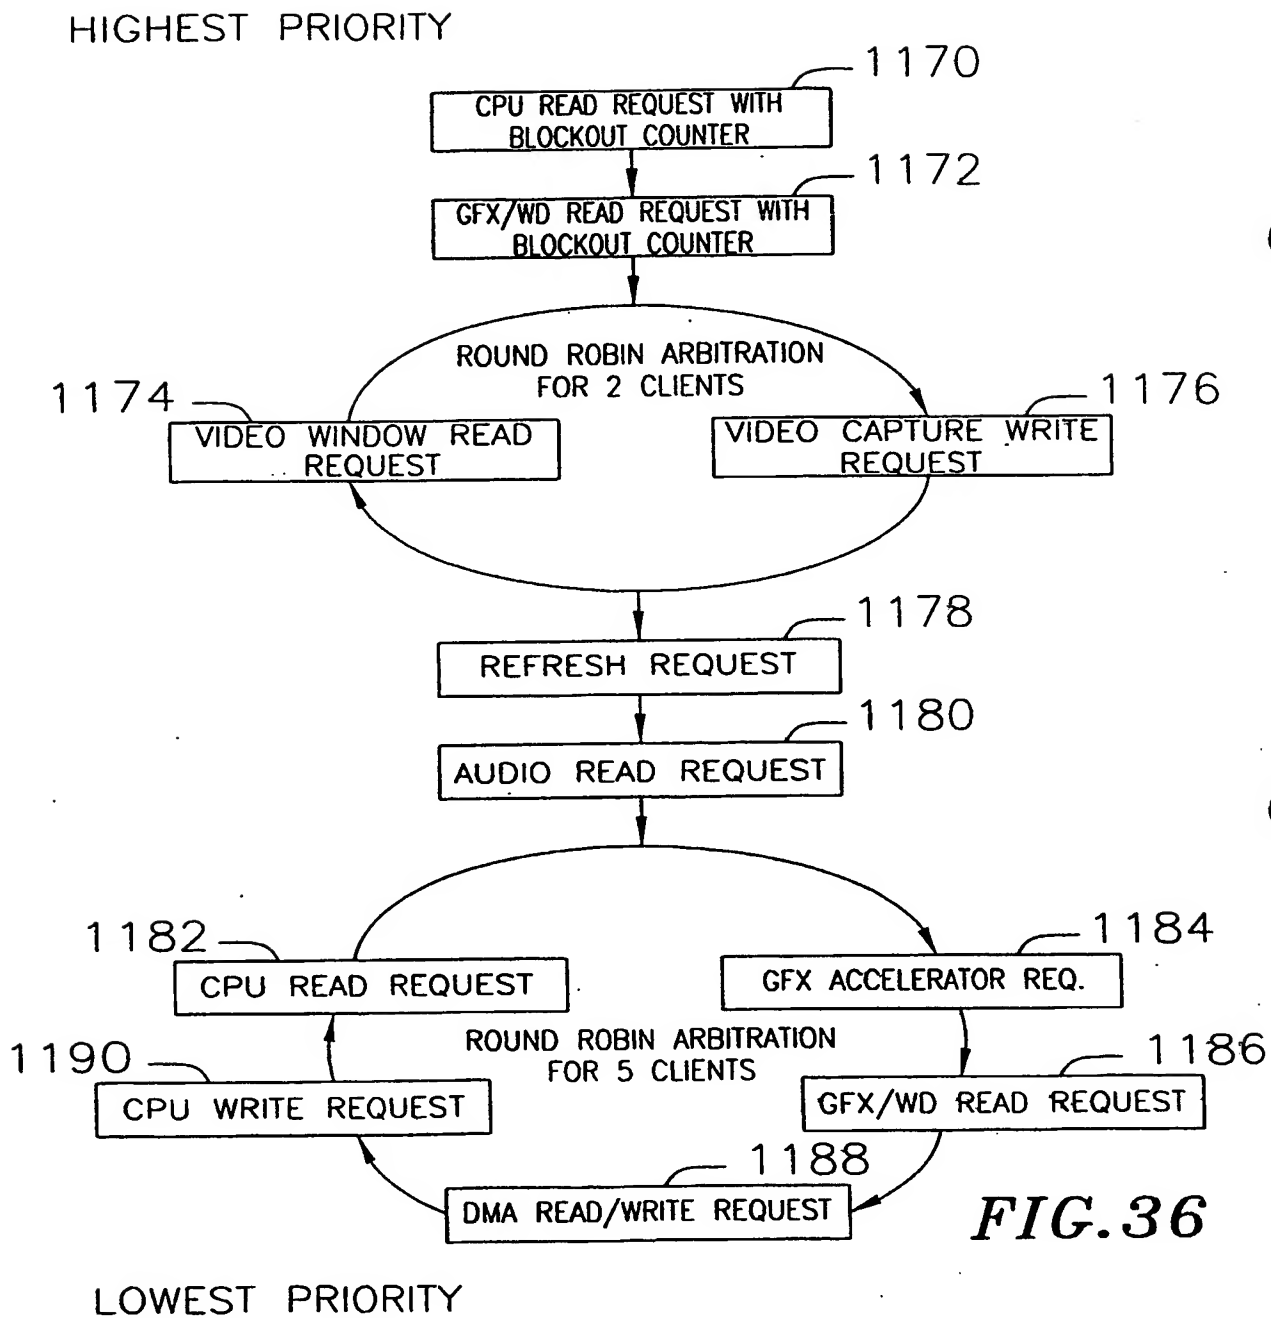 HIGHEST PRIORITY
1170
CPU READ REQUEST WITH
BLOCKOUT COUNTER
1172
GFX/WD READ REQUEST WITH
BLOCKOUT COUNTER
ROUND ROBIN ARBITRATION
FOR 2 CLIENTS
1174
1176
VIDEO WINDOW READ
REQUEST
VIDEO CAPTURE WRITE
REQUEST
1178
REFRESH REQUEST
1180
AUDIO READ REQUEST
1182
1184
CPU READ REQUEST
GFX ACCELERATOR REQ.
ROUND ROBIN ARBITRATION
FOR 5 CLIENTS
1190
1186
CPU WRITE REQUEST
GFX/WD READ REQUEST
1188
DMA READ/WRITE REQUEST
FIG.36
LOWEST PRIORITY